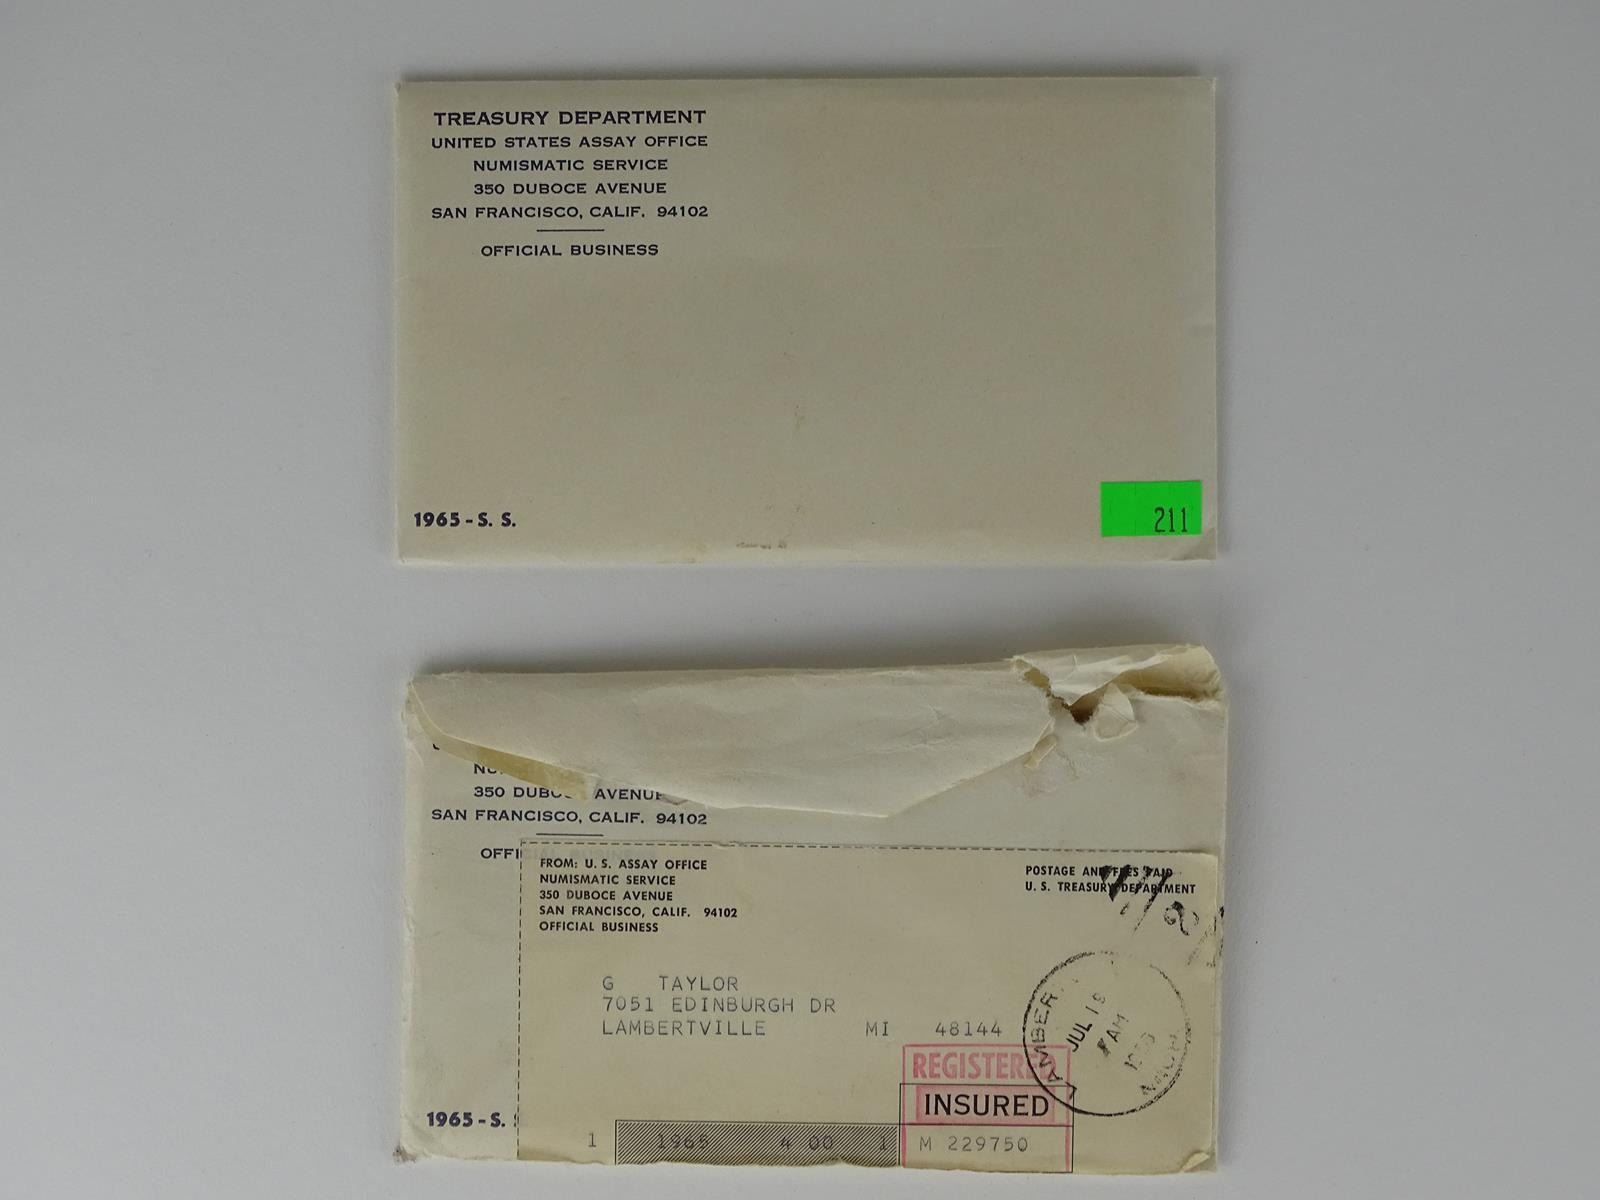 TREASURY DEPARTMENT
UNITED STATES ASSAY OFFICE
NUMISMATIC SERVICE
350 DUBOCE AVENUE
SAN FRANCISCO, CALIF. 94102
OFFICIAL BUSINESS
1965 - S. S.
211
350 AVENUE
SAN FRANCISCO, CALIF. 94102
FROM: U. S. ASSAY OFFICE
NUMISMATIC SERVICE
350 DUBOCE AVENUE
SAN FRANCISCO, CALIF. 94102
OFFICIAL BUSINESS
POSTAGE AND FEES PAID
U. S. TREASURY DEPARTMENT
G TAYLOR
7051 EDINBURGH DR
LAMBERTVILLE MI 48144
JUL 19
AM
REGISTERED
INSURED
1965 - S.
1 1965 4 00 1 M 229750